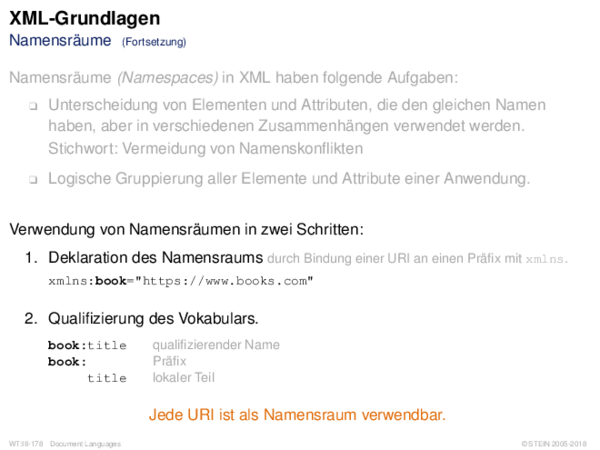 XML-Grundlagen
Namensräume (Fortsetzung)
Namensräume (Namespaces) in XML haben folgende Aufgaben:
❑ Unterscheidung von Elementen und Attributen, die den gleichen Namen
haben, aber in verschiedenen Zusammenhängen verwendet werden.
Stichwort: Vermeidung von Namenskonflikten
❑ Logische Gruppierung aller Elemente und Attribute einer Anwendung.
Verwendung von Namensräumen in zwei Schritten:
1. Deklaration des Namensraums durch Bindung einer URI an einen Präfix mit xmlns.
xmlns:book="https://www.books.com"
2. Qualifizierung des Vokabulars.
book:title qualifizierender Name
book: Präfix
title lokaler Teil
Jede URI ist als Namensraum verwendbar.
WT:II-178 Document Languages © STEIN 2005-2018